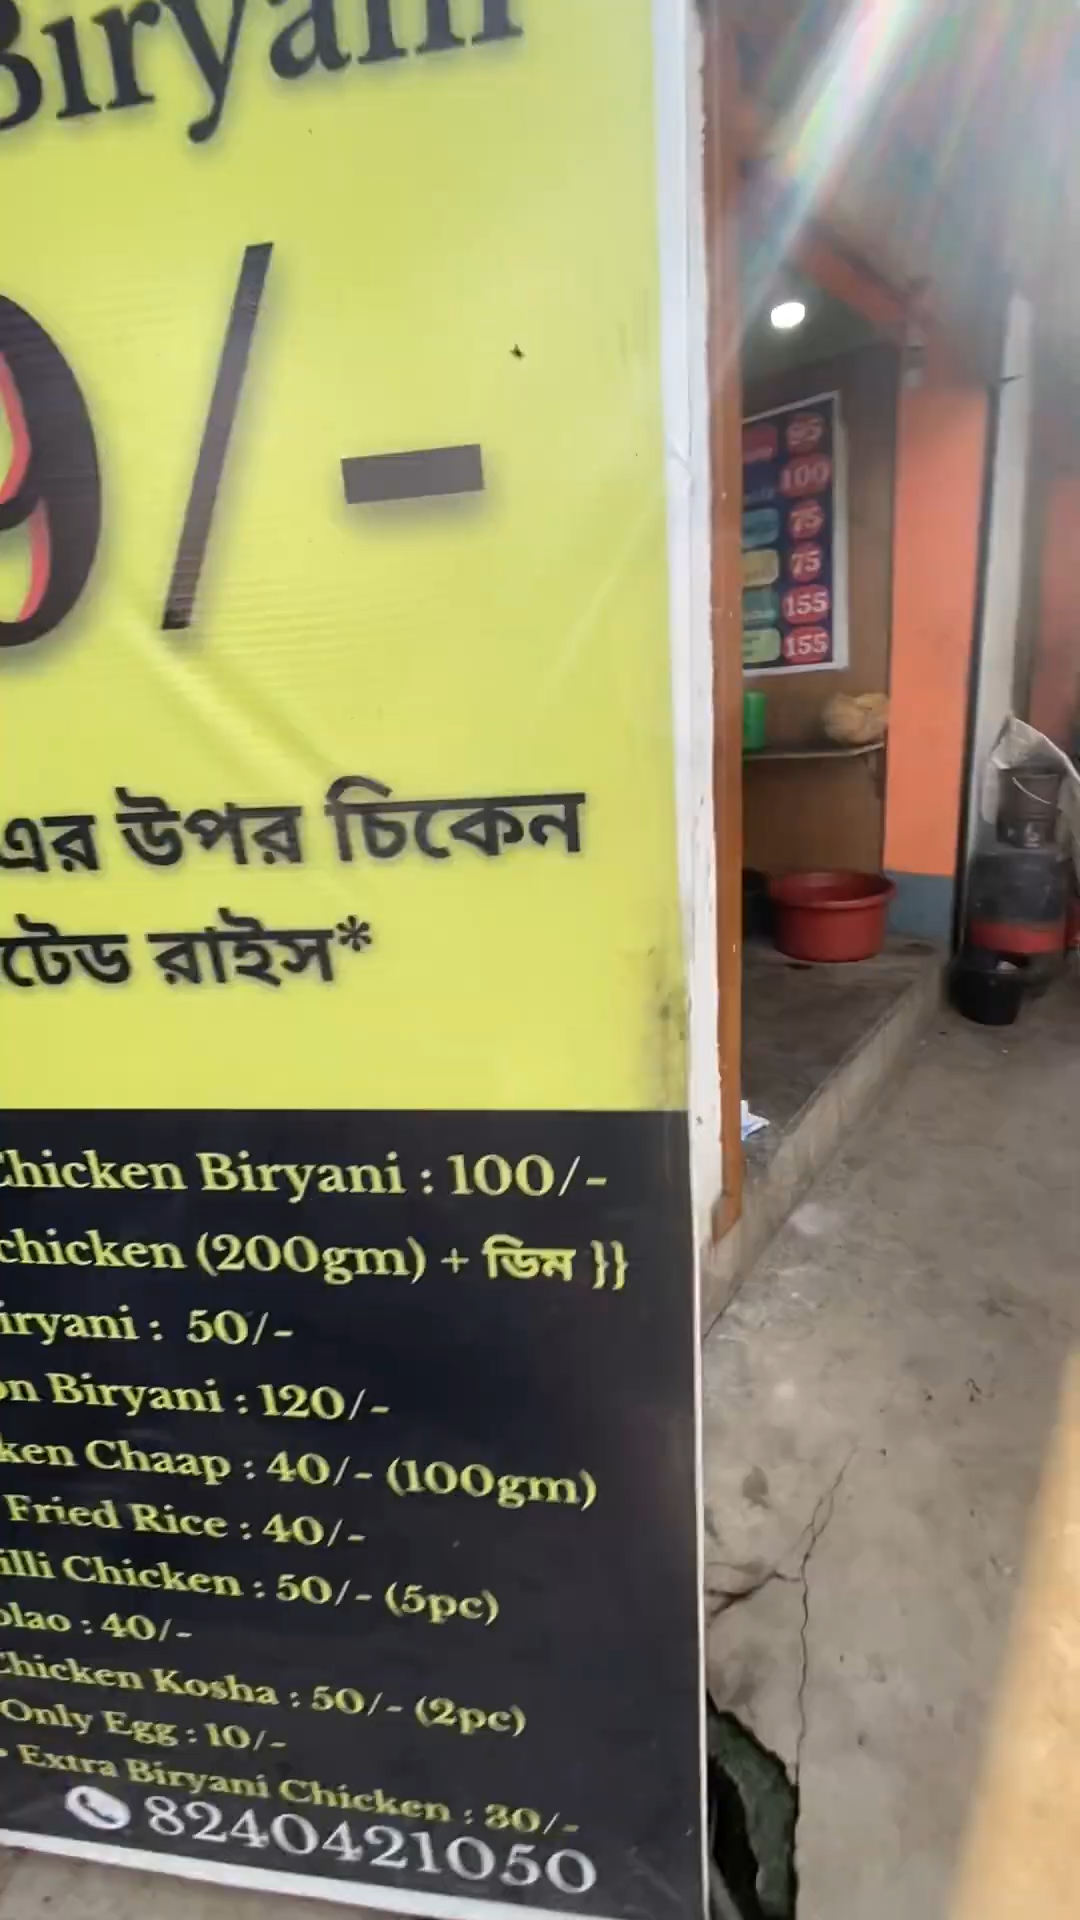 Biryani
9/-
এর উপর চিকেন
টেড রাইস*
Chicken Biryani : 100/-
chicken (200gm) + ডিম }}
iryani : 50/-
on Biryani : 120/-
ken Chaap : 40/- (100gm)
Fried Rice : 40/-
illi Chicken : 50/- (5pc)
olao : 40/-
Chicken Kosha : 50/- (2pc)
Only Egg : 10/-
• Extra Biryani Chicken : 30/-
8240421050
95
100
75
75
155
155